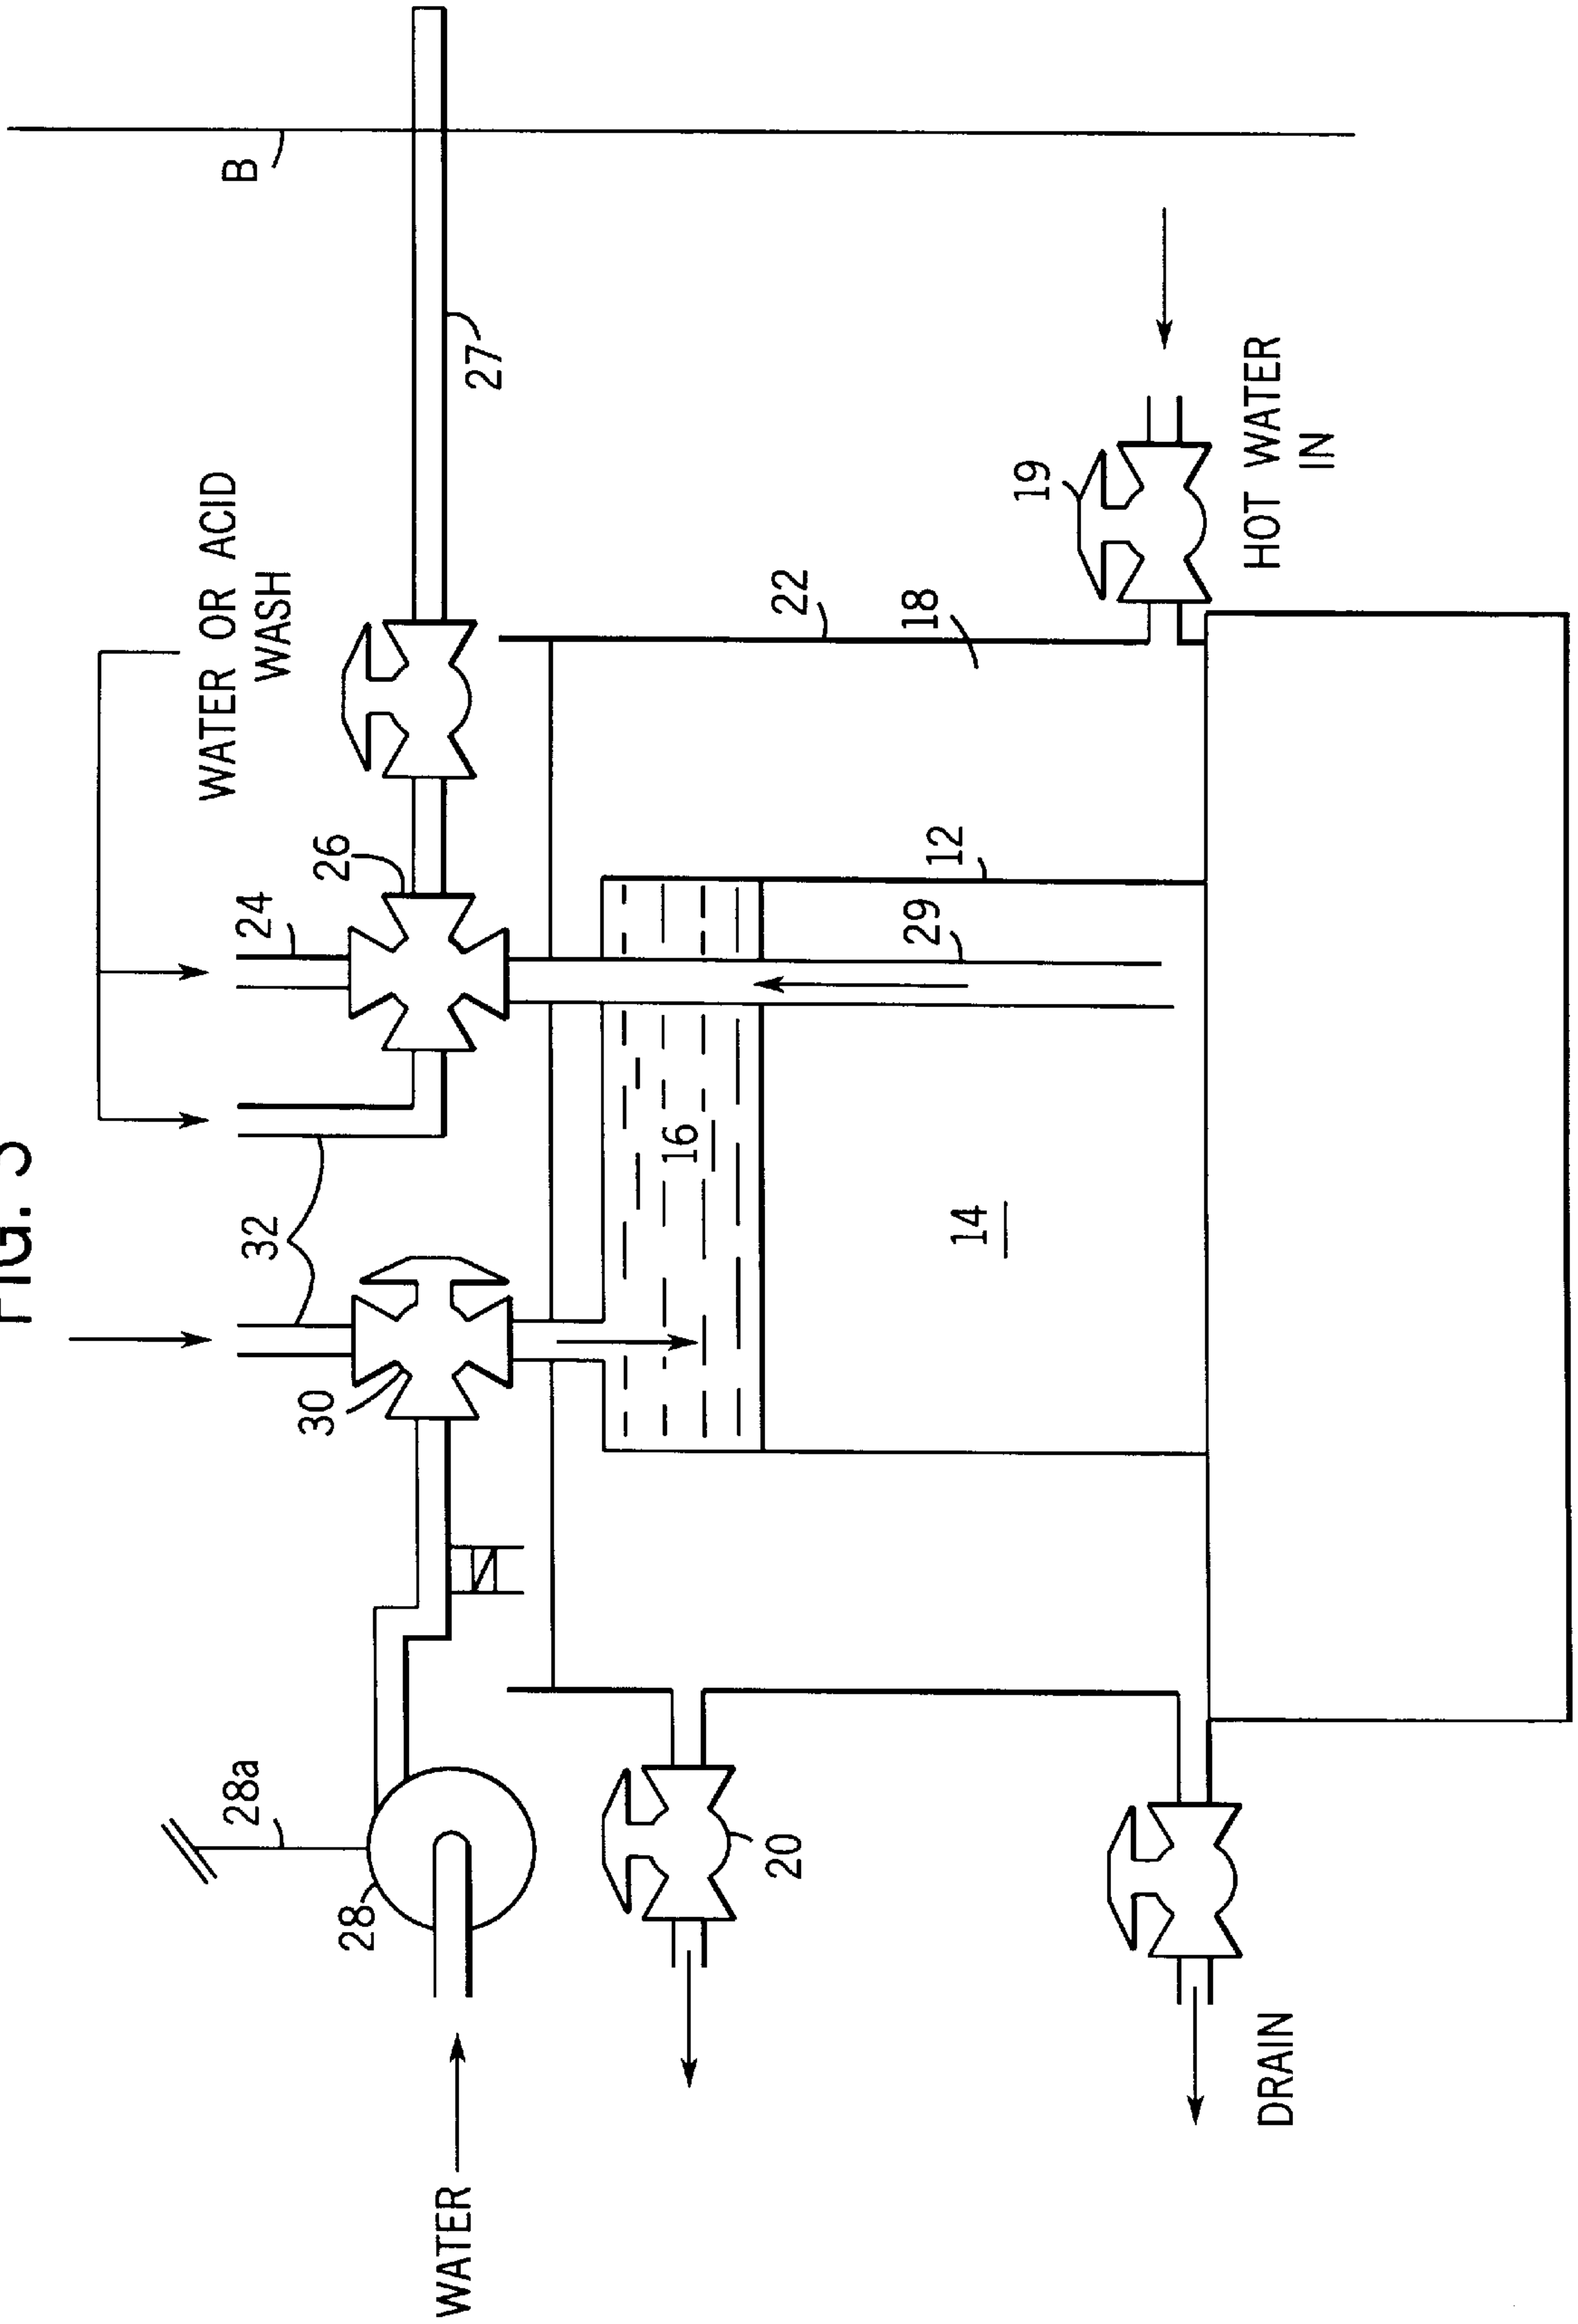 FIG. 3
WATER OR ACID
WASH
B
32
24
26
30
27
28a
28
WATER
16
22
18
12
29
14
19
20
HOT WATER
IN
DRAIN